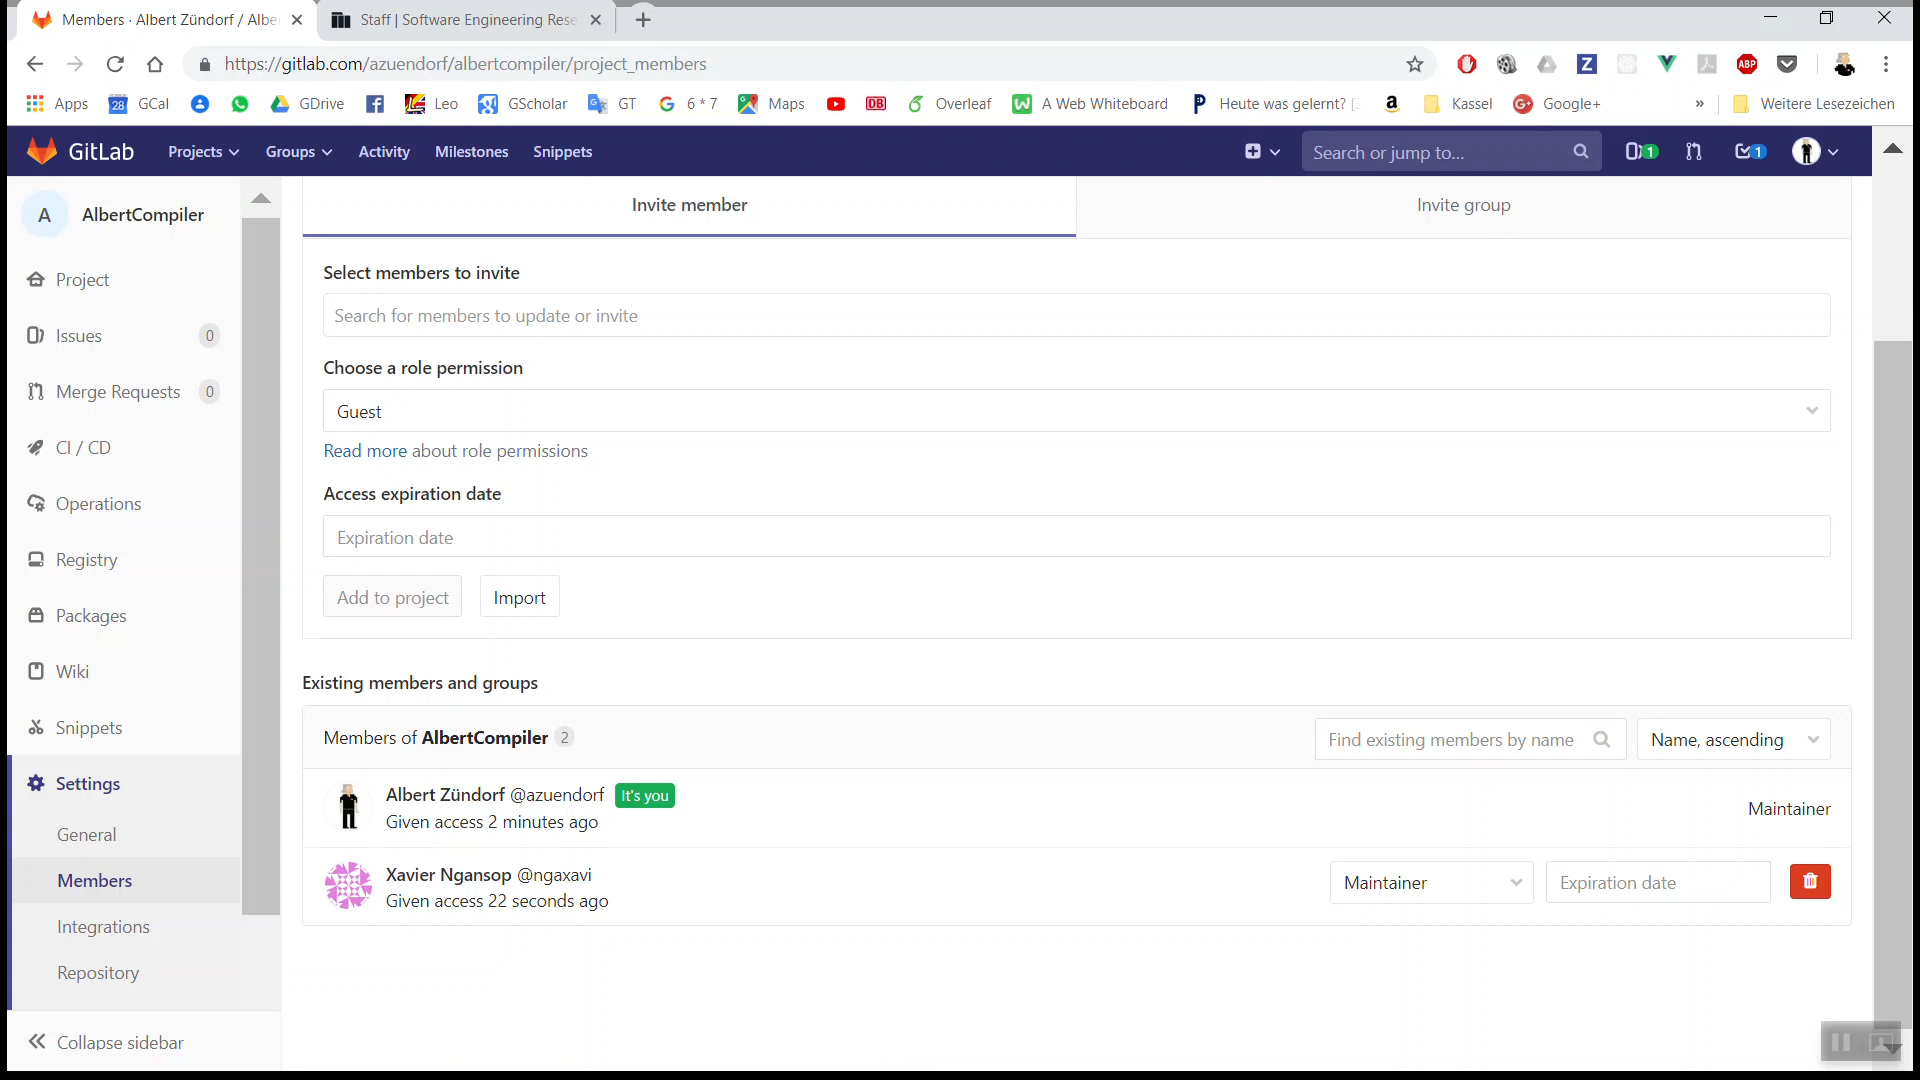 Members · Albert Zündorf / Albe
Staff | Software Engineering Rese
https://gitlab.com/azuendorf/albertcompiler/project_members
ABP
Apps
28 GCal
GDrive
Leo
GScholar
GT
6 * 7
Maps
DB
Overleaf
A Web Whiteboard
Heute was gelernt? [
Kassel
Google+
»
Weitere Lesezeichen
GitLab
Projects
Groups
Activity
Milestones
Snippets
Search or jump to...
1
1
A AlbertCompiler
Project
Issues 0
Merge Requests 0
CI / CD
Operations
Registry
Packages
Wiki
Snippets
Settings
General
Members
Integrations
Repository
Collapse sidebar
Invite member
Invite group
Select members to invite
Search for members to update or invite
Choose a role permission
Guest
Read more about role permissions
Access expiration date
Expiration date
Add to project
Import
Existing members and groups
Members of AlbertCompiler 2
Find existing members by name
Name, ascending
Albert Zündorf @azuendorf It's you
Given access 2 minutes ago
Maintainer
Xavier Ngansop @ngaxavi
Given access 22 seconds ago
Maintainer
Expiration date